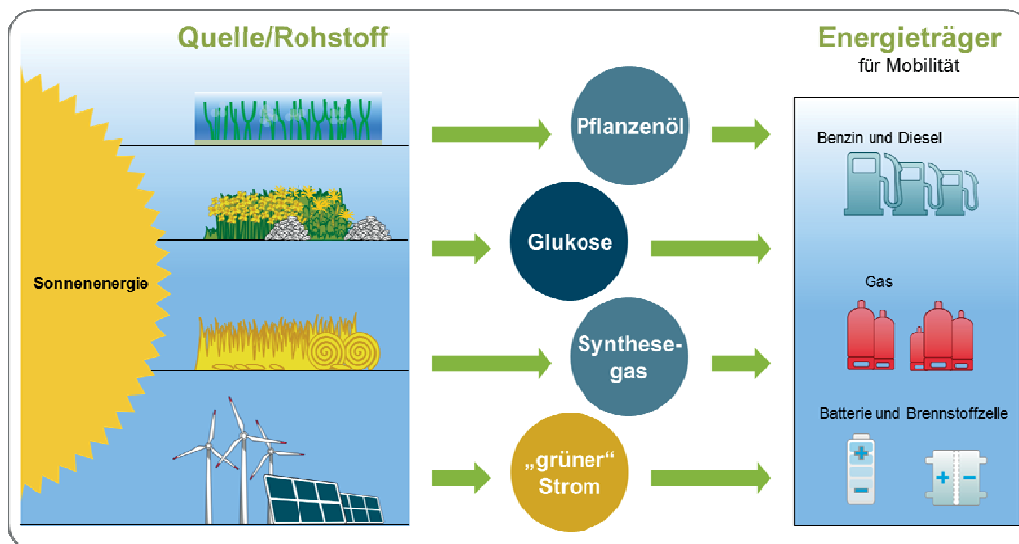 Quelle/Rohstoff
Energieträger
für Mobilität
Sonnenenergie
Pflanzenöl
Glukose
Synthese-
gas
„grüner“
Strom
Benzin und Diesel
Gas
Batterie und Brennstoffzelle